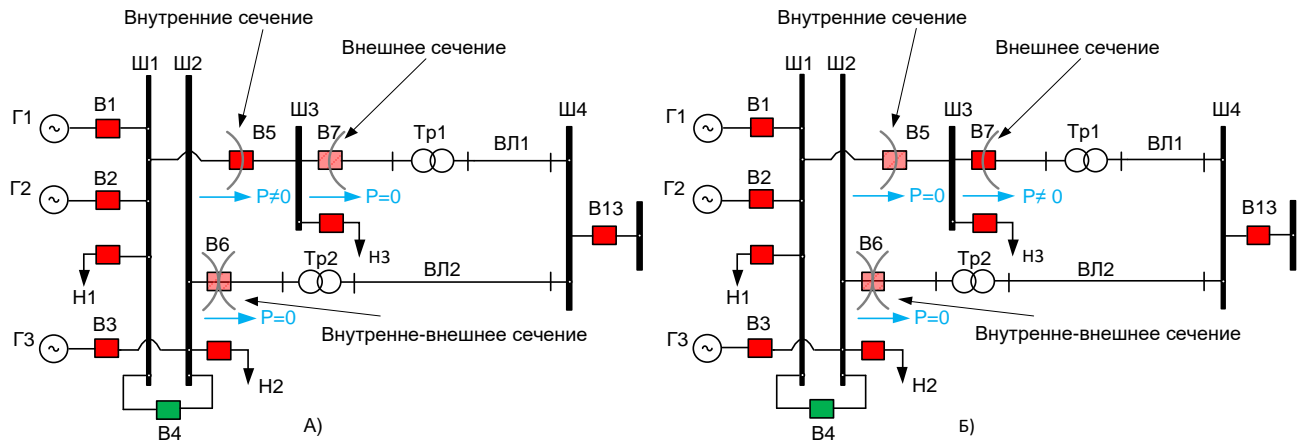 Внутренние сечение
Внешнее сечение
Ш1
Ш2
Ш3
Ш4
Г1
В1
В5
В7
Тр1
ВЛ1
Г2
В2
P≠0
P=0
В13
Н1
В6
Н3
Тр2
ВЛ2
P=0
Г3
В3
Внутренне-внешнее сечение
Н2
В4
А)
Внутренние сечение
Внешнее сечение
Ш1
Ш2
Ш3
Ш4
Г1
В1
В5
В7
Тр1
ВЛ1
Г2
В2
P=0
P≠ 0
В13
Н1
В6
Н3
Тр2
ВЛ2
P=0
Г3
В3
Внутренне-внешнее сечение
Н2
В4
Б)